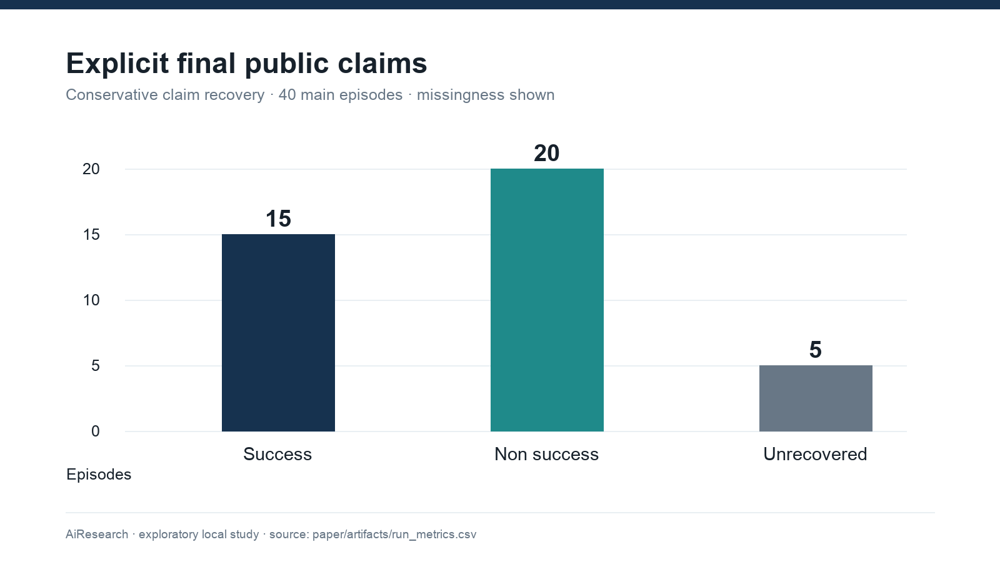 Explicit final public claims
Conservative claim recovery · 40 main episodes · missingness shown
20
15
10
5
0
15
20
5
Success
Non success
Unrecovered
Episodes
AiResearch · exploratory local study · source: paper/artifacts/run_metrics.csv